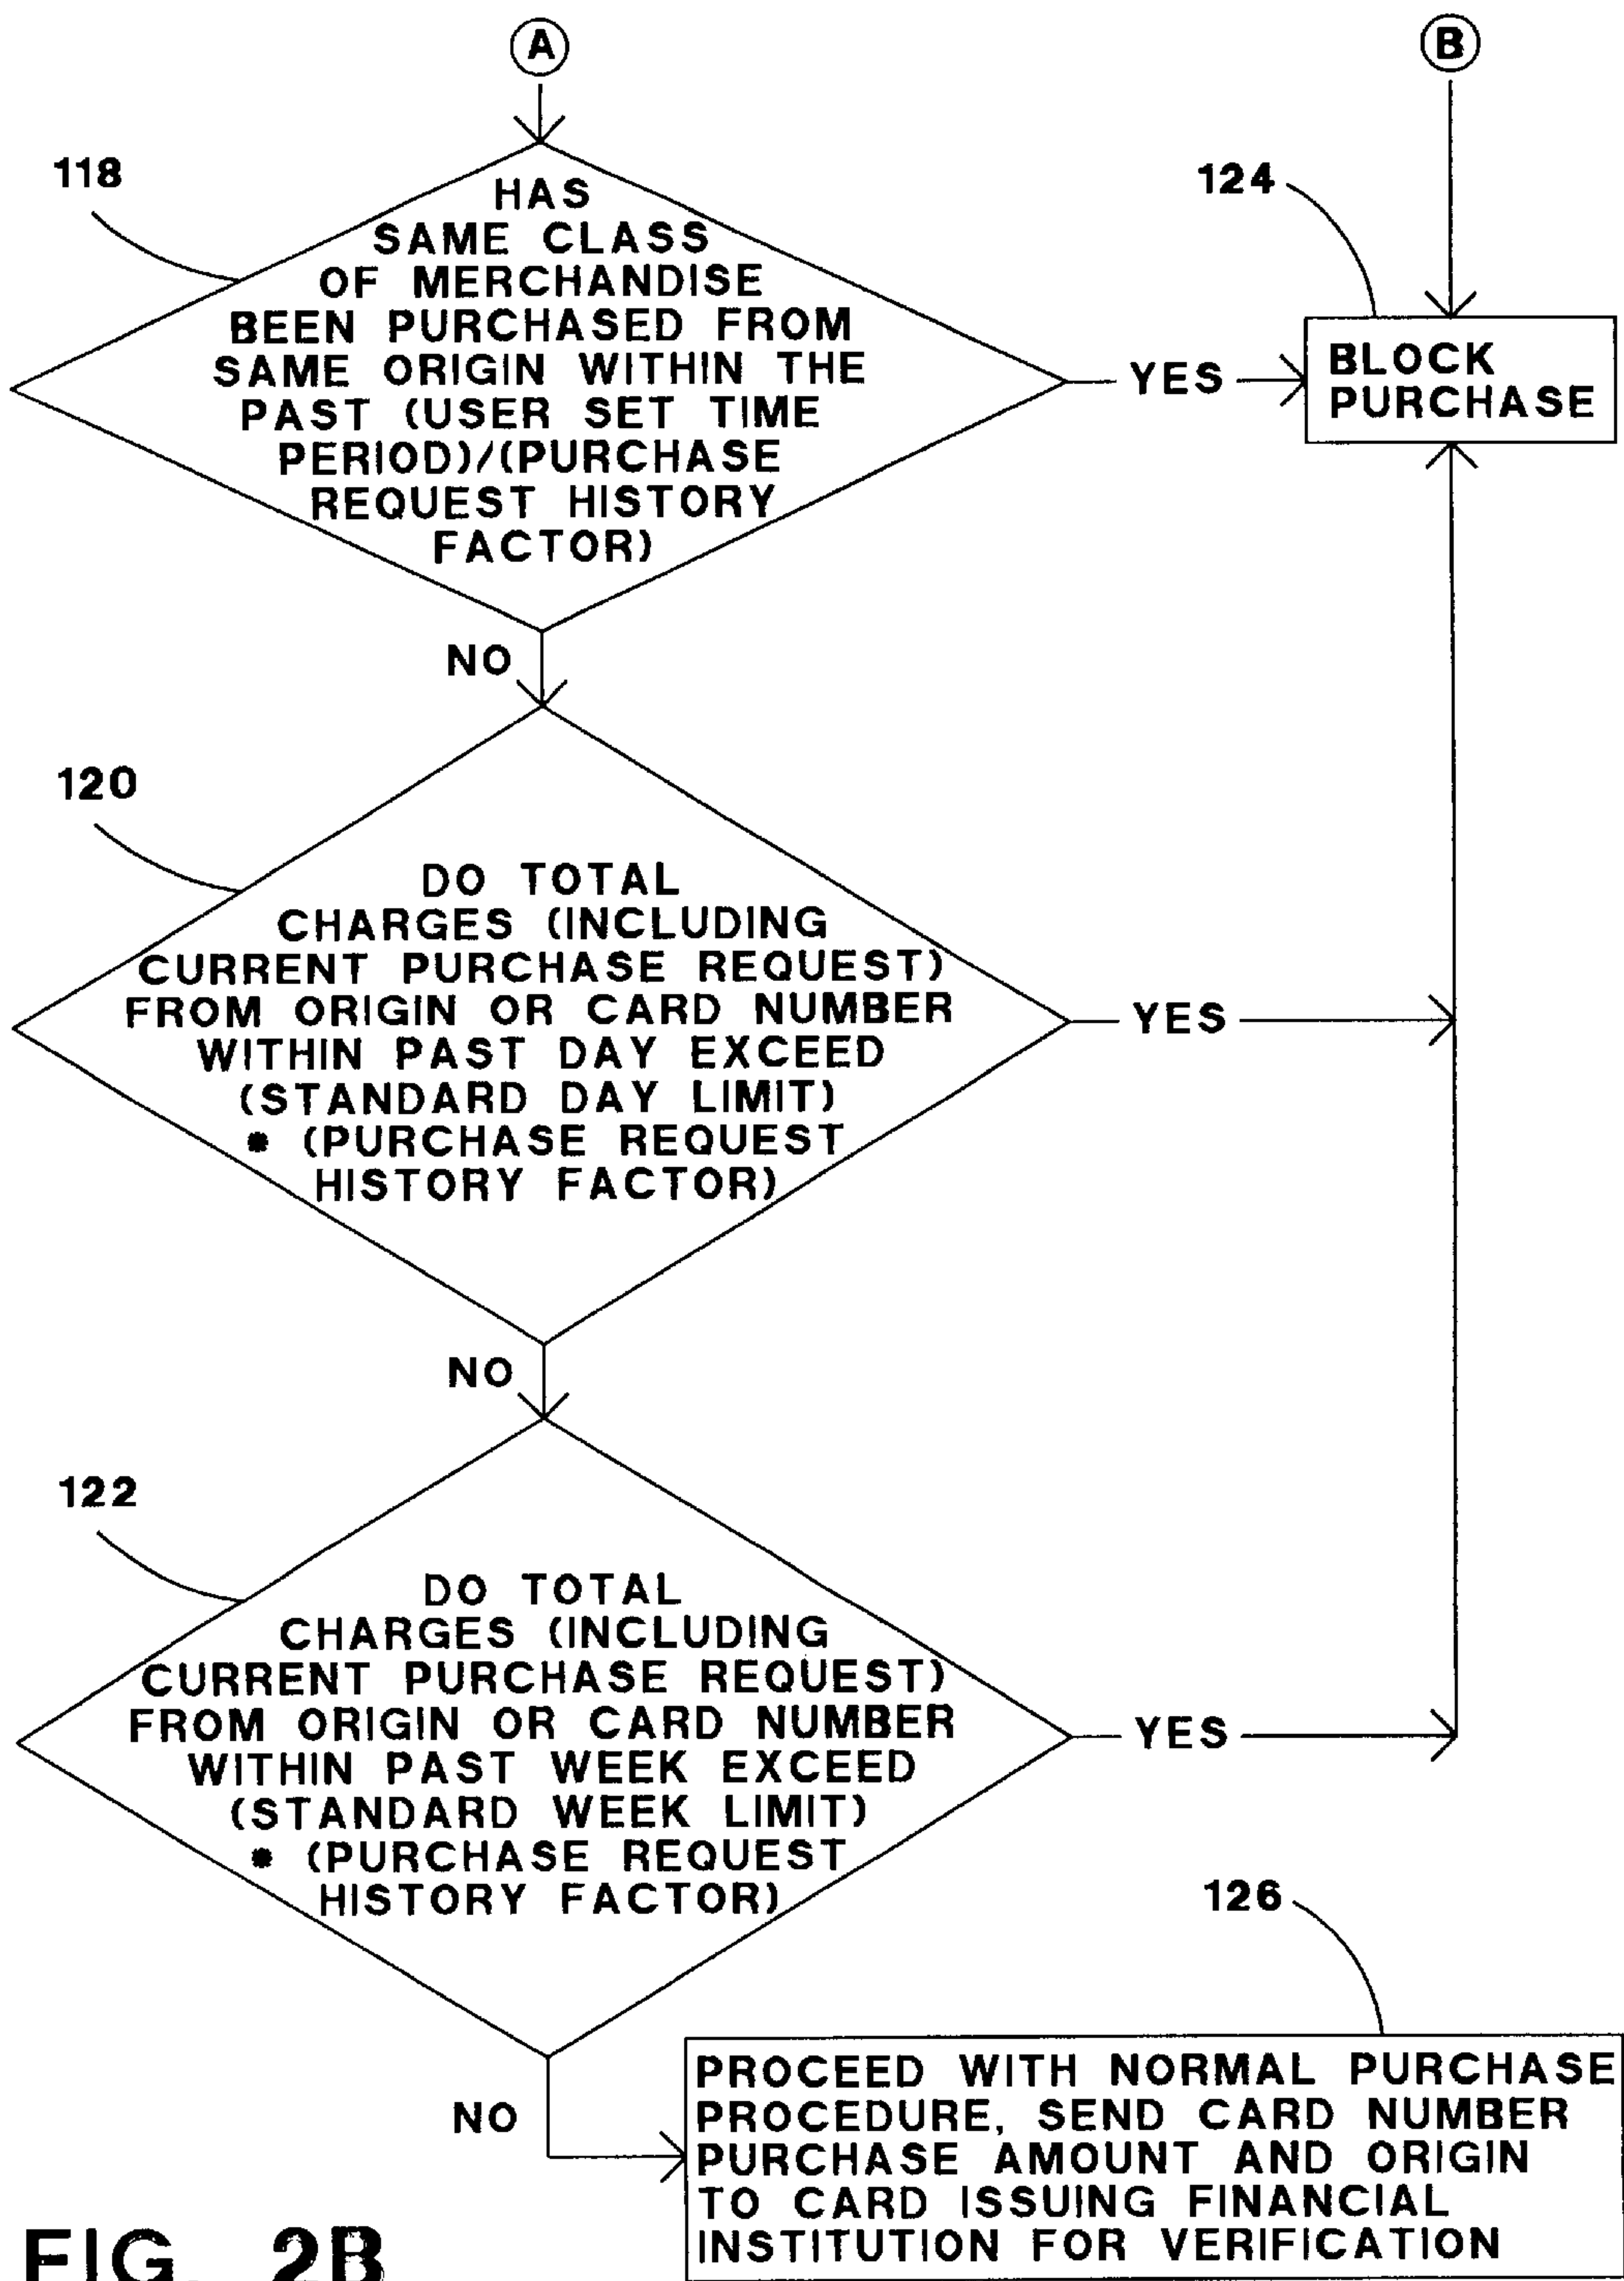 A
B
118
HAS
SAME CLASS
OF MERCHANDISE
BEEN PURCHASED FROM
SAME ORIGIN WITHIN THE
PAST (USER SET TIME
PERIOD)/(PURCHASE
REQUEST HISTORY
FACTOR)
YES
124
BLOCK
PURCHASE
NO
120
DO TOTAL
CHARGES (INCLUDING
CURRENT PURCHASE REQUEST)
FROM ORIGIN OR CARD NUMBER
WITHIN PAST DAY EXCEED
(STANDARD DAY LIMIT)
* (PURCHASE REQUEST
HISTORY FACTOR)
YES
NO
122
DO TOTAL
CHARGES (INCLUDING
CURRENT PURCHASE REQUEST)
FROM ORIGIN OR CARD NUMBER
WITHIN PAST WEEK EXCEED
(STANDARD WEEK LIMIT)
* (PURCHASE REQUEST
HISTORY FACTOR)
YES
NO
126
PROCEED WITH NORMAL PURCHASE
PROCEDURE, SEND CARD NUMBER
PURCHASE AMOUNT AND ORIGIN
TO CARD ISSUING FINANCIAL
INSTITUTION FOR VERIFICATION
FIG. 2B